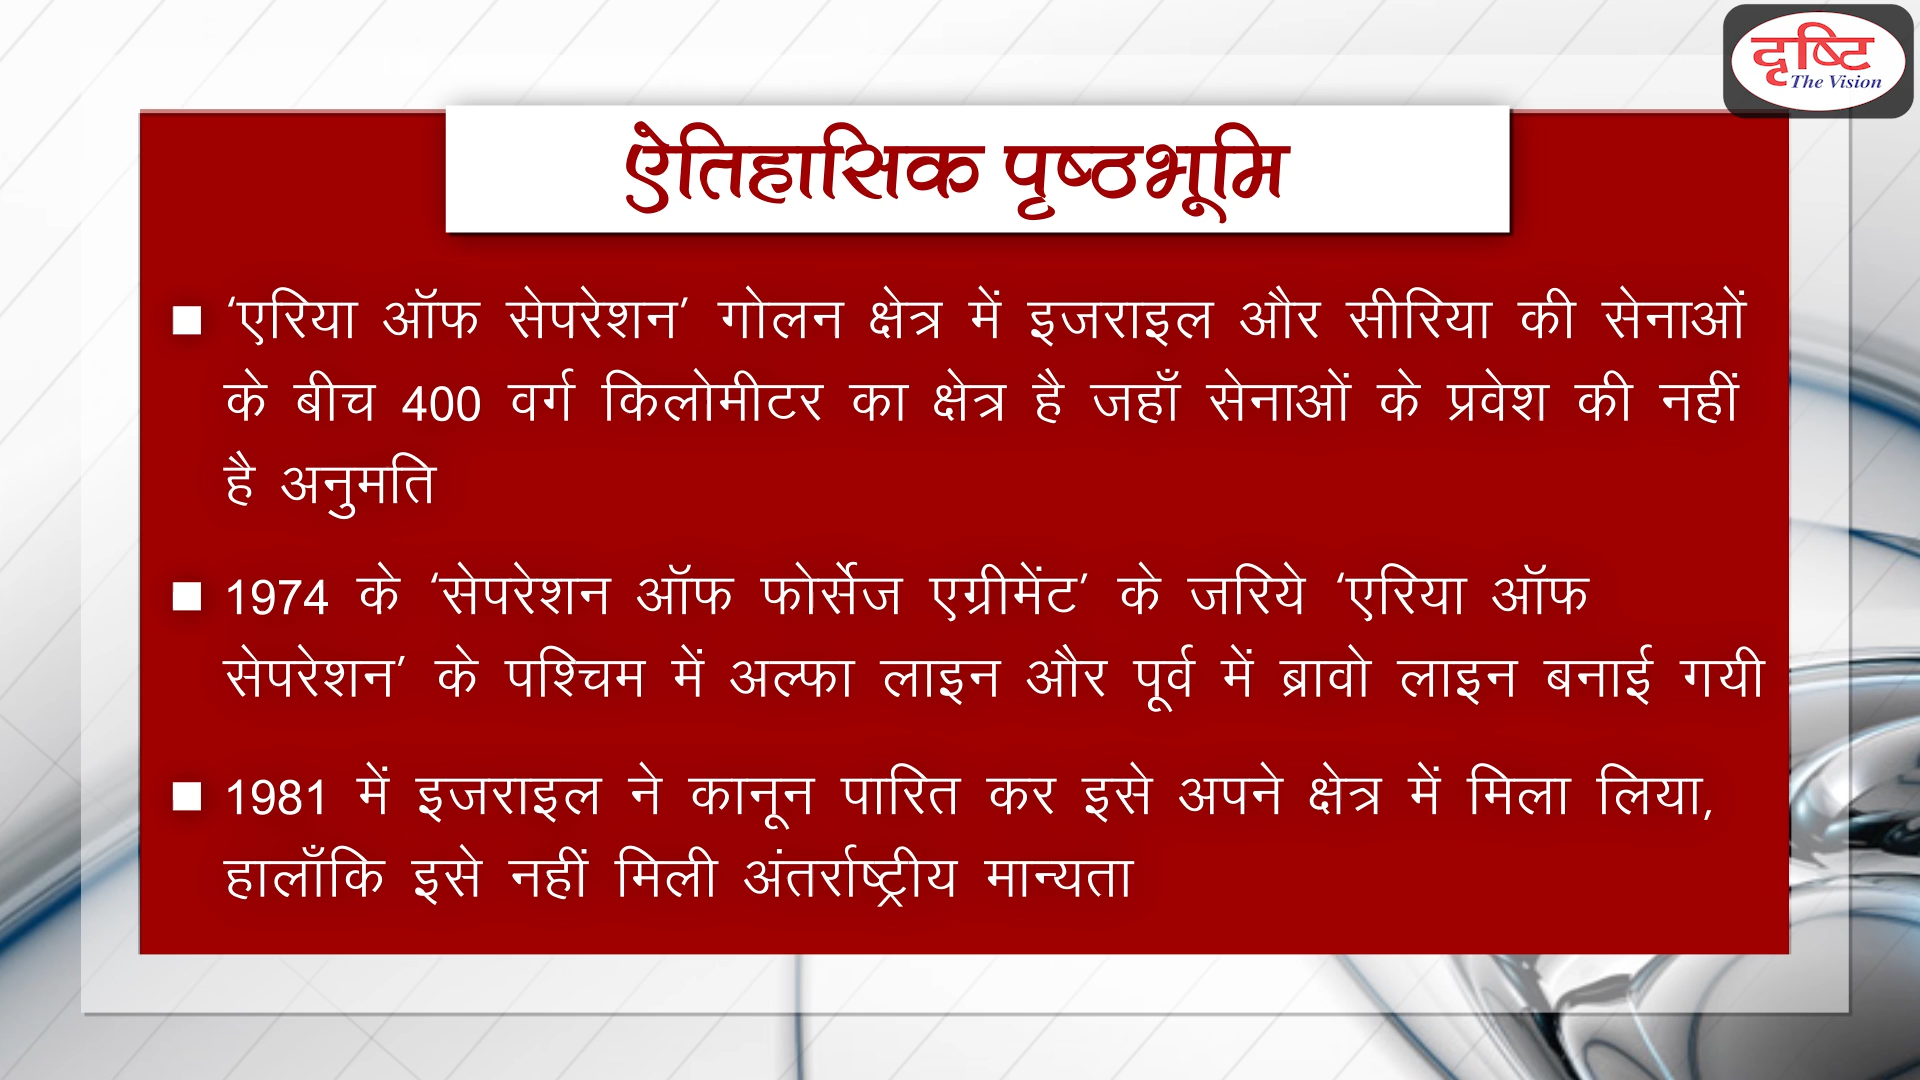 दृष्टि
The Vision
ऐतिहासिक पृष्ठभूमि
■ ‘एरिया ऑफ सेपरेशन’ गोलन क्षेत्र में इजराइल और सीरिया की सेनाओं
के बीच 400 वर्ग किलोमीटर का क्षेत्र है जहाँ सेनाओं के प्रवेश की नहीं
है अनुमति
■ 1974 के ‘सेपरेशन ऑफ फोर्सेज एग्रीमेंट’ के जरिये ‘एरिया ऑफ
सेपरेशन’ के पश्चिम में अल्फा लाइन और पूर्व में ब्रावो लाइन बनाई गयी
■ 1981 में इजराइल ने कानून पारित कर इसे अपने क्षेत्र में मिला लिया,
हालाँकि इसे नहीं मिली अंतर्राष्ट्रीय मान्यता